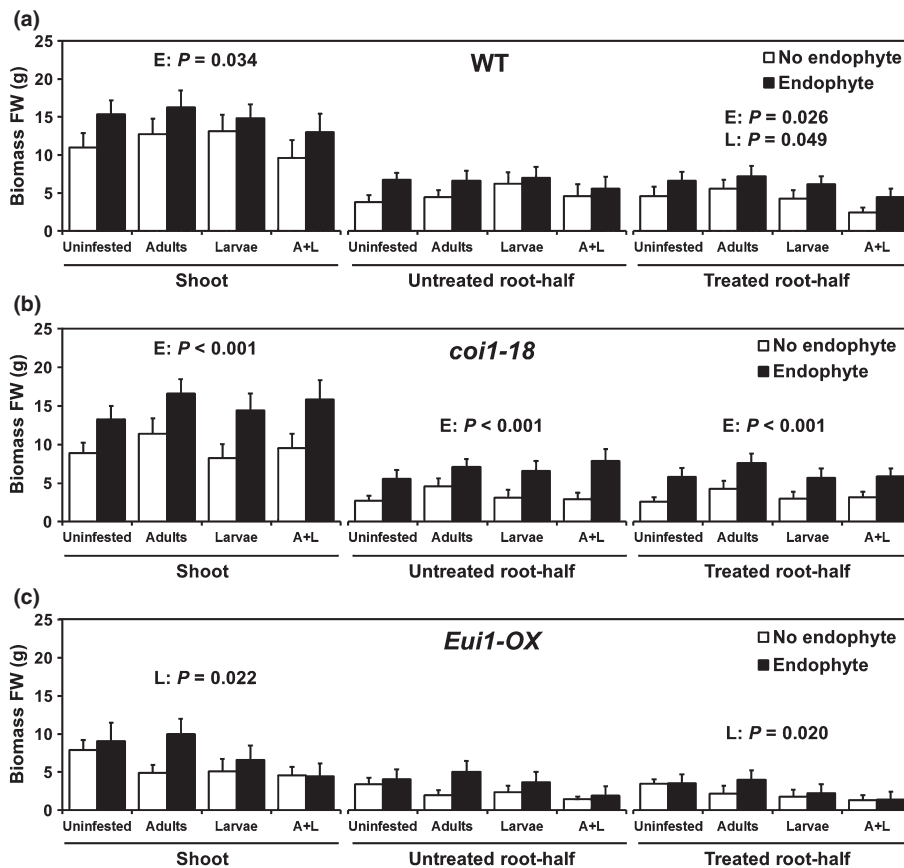 (a)
25
20
15
10
5
0
Biomass FW (g)
E: P = 0.034
WT
No endophyte
Endophyte
E: P = 0.026
L: P = 0.049
Uninfested Adults Larvae A+L Uninfested Adults Larvae A+L Uninfested Adults Larvae A+L
Shoot Untreated root-half Treated root-half
(b)
25
20
15
10
5
0
Biomass FW (g)
E: P < 0.001
coi1-18
No endophyte
Endophyte
E: P < 0.001
E: P < 0.001
Uninfested Adults Larvae A+L Uninfested Adults Larvae A+L Uninfested Adults Larvae A+L
Shoot Untreated root-half Treated root-half
(c)
25
20
15
10
5
0
Biomass FW (g)
L: P = 0.022
Eui1-OX
No endophyte
Endophyte
L: P = 0.020
Uninfested Adults Larvae A+L Uninfested Adults Larvae A+L Uninfested Adults Larvae A+L
Shoot Untreated root-half Treated root-half